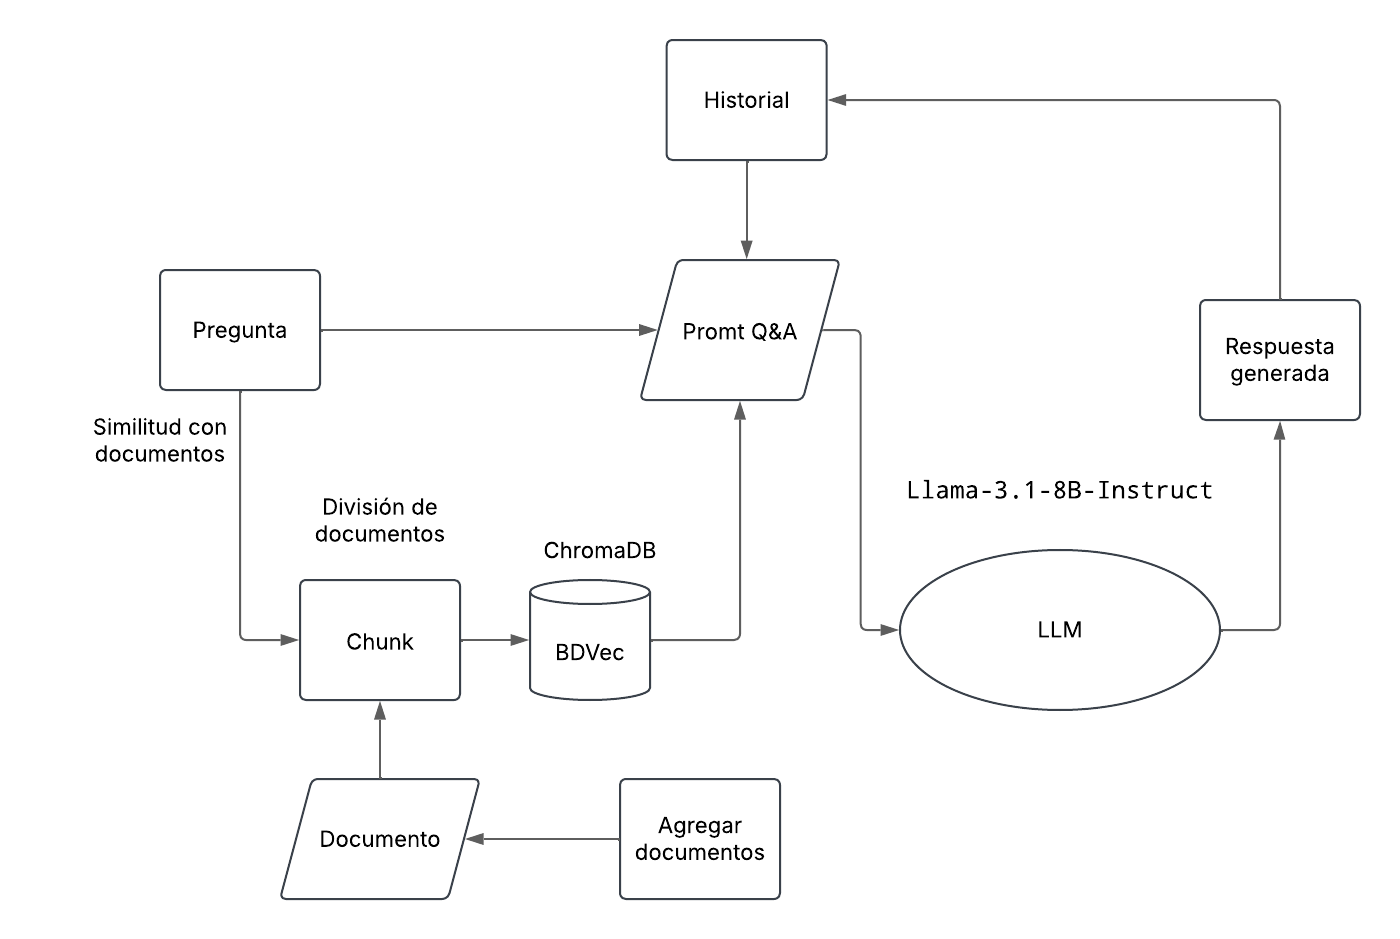 Historial
Pregunta
Promt Q&A
Respuesta
generada
Similitud con
documentos
Llama-3.1-8B-Instruct
División de
documentos
ChromaDB
Chunk
BDVec
LLM
Documento
Agregar
documentos